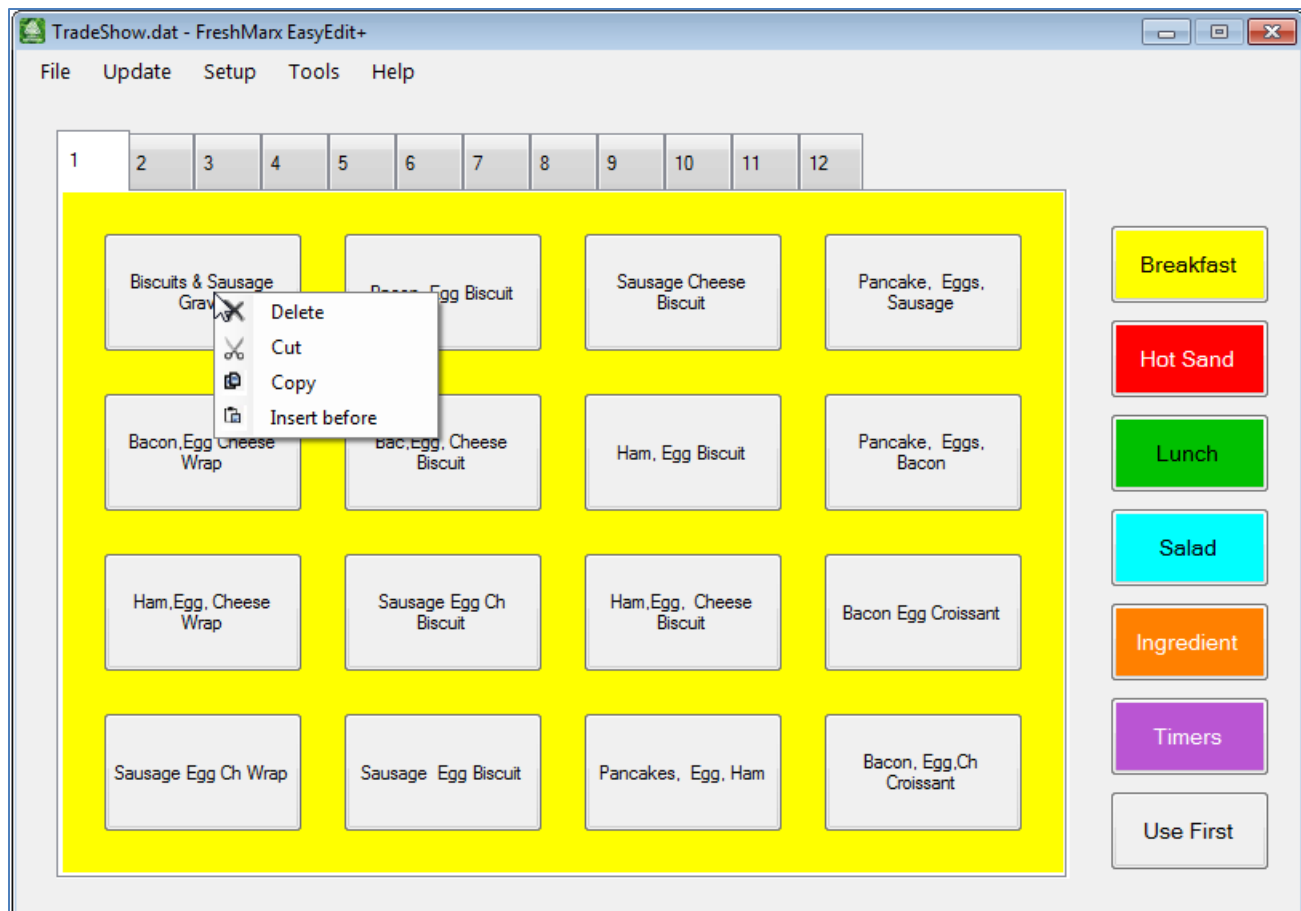 TradeShow.dat - FreshMarx EasyEdit+
File Update Setup Tools Help
1 2 3 4 5 6 7 8 9 10 11 12
Biscuits & Sausage
Egg Biscuit
Sausage Cheese
Biscuit
Pancake, Eggs,
Sausage
Delete
Cut
Copy
Insert before
Bacon,Egg Cheese
Wrap
Bac,Egg, Cheese
Biscuit
Ham, Egg Biscuit
Pancake, Eggs,
Bacon
Ham,Egg, Cheese
Wrap
Sausage Egg Ch
Biscuit
Ham,Egg, Cheese
Biscuit
Bacon Egg Croissant
Sausage Egg Ch Wrap
Sausage Egg Biscuit
Pancakes, Egg, Ham
Bacon, Egg,Ch
Croissant
Breakfast
Hot Sand
Lunch
Salad
Ingredient
Timers
Use First